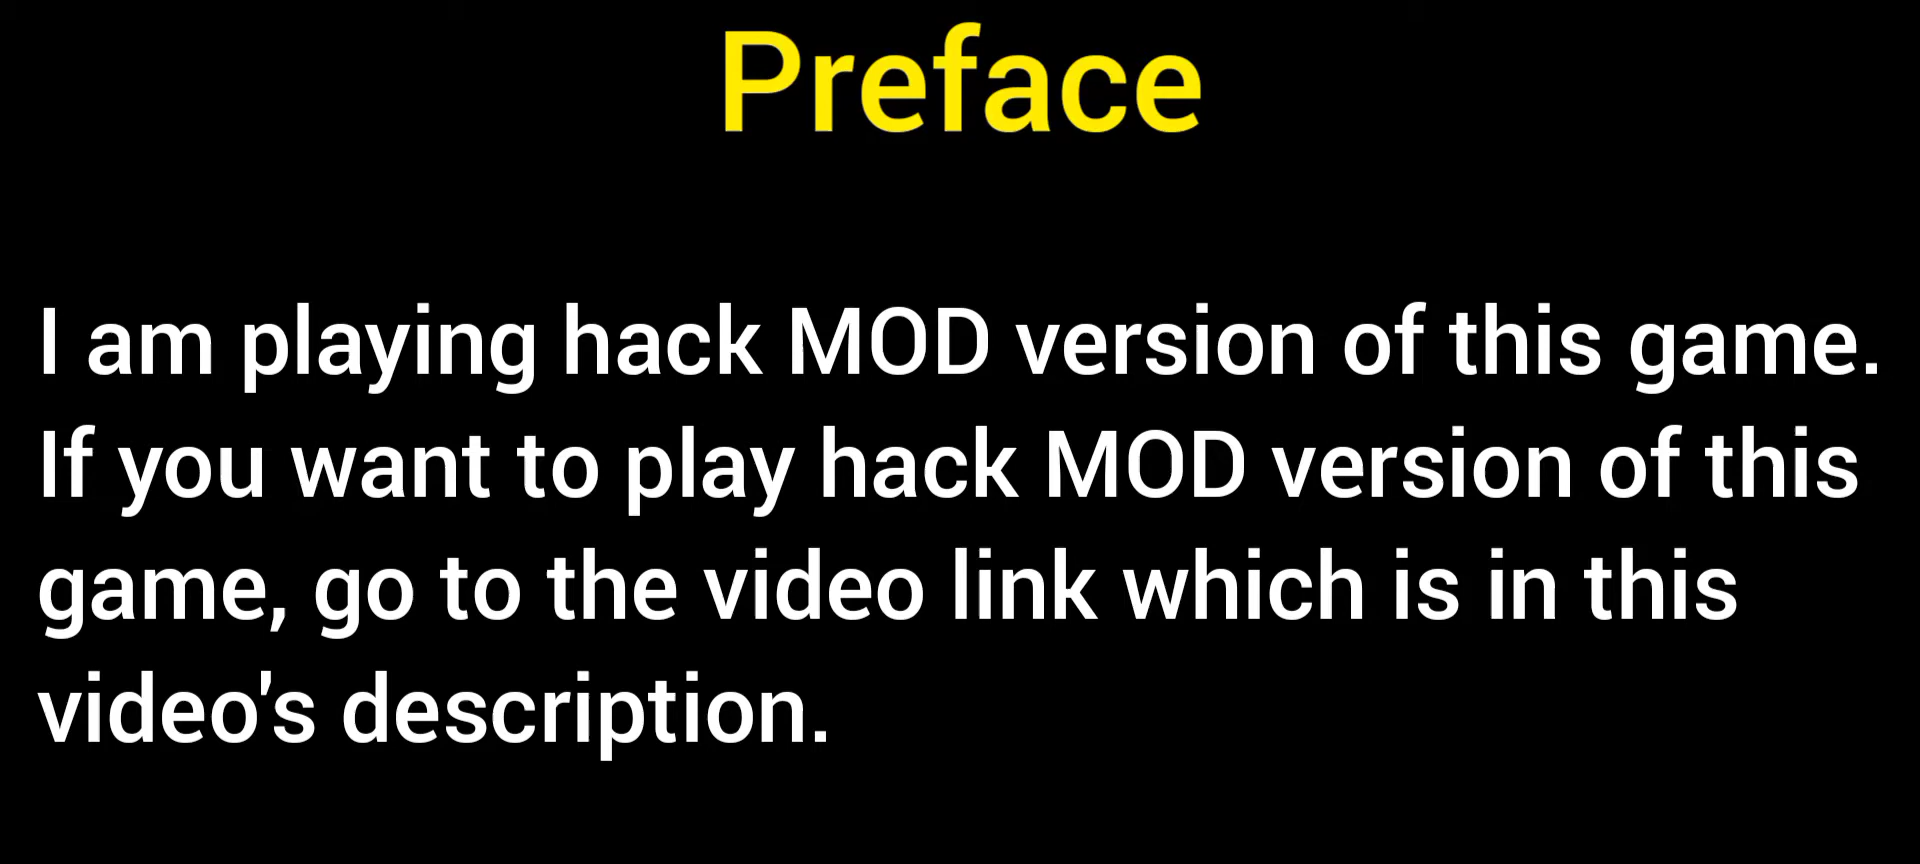 Preface
I am playing hack MOD version of this game.
If you want to play hack MOD version of this
game, go to the video link which is in this
video's description.